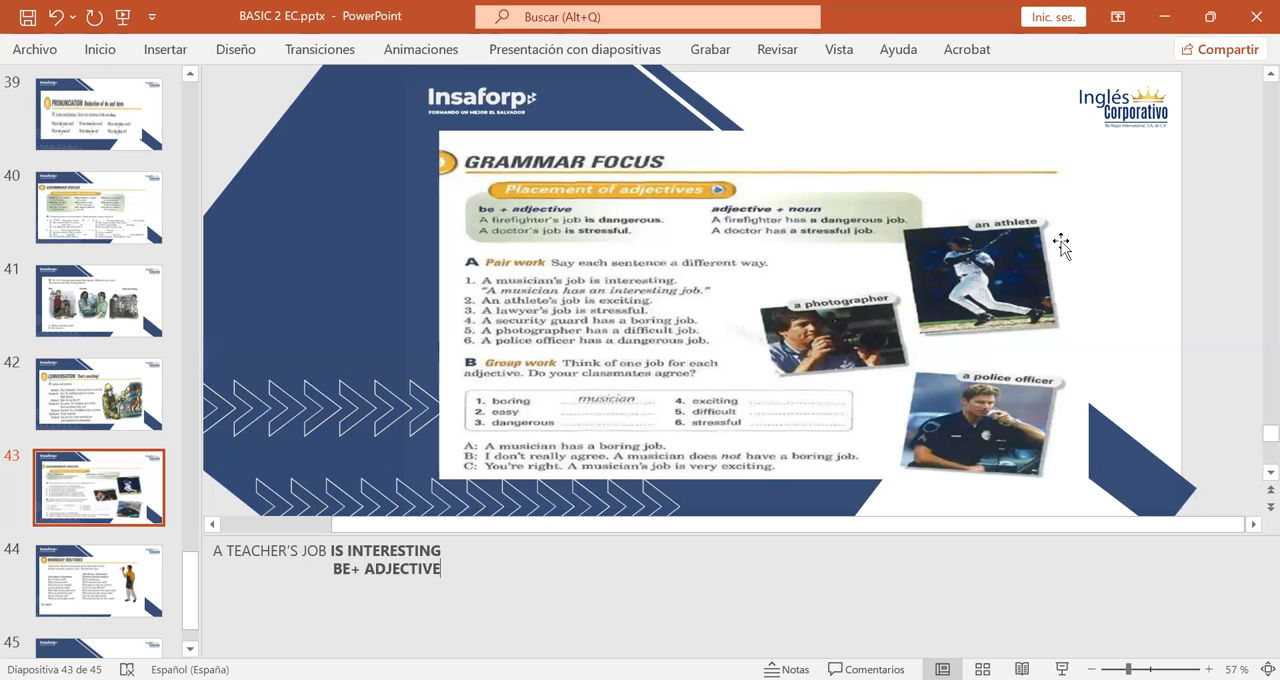 BASIC 2 EC.pptx - PowerPoint
Buscar (Alt+Q)
Inic. ses.
Archivo Inicio Insertar Diseño Transiciones Animaciones Presentación con diapositivas Grabar Revisar Vista Ayuda Acrobat Compartir
39
PRONUNCIATION
40
GRAMMAR FOCUS
41
42
CONVERSATION That's exciting!
43
44
WORKDAY ROUTINES
45
Insaforp
FORMANDO UN MEJOR EL SALVADOR
Inglés
Corporativo
GRAMMAR FOCUS
Placement of adjectives
be + adjective
A firefighter's job is dangerous.
A doctor's job is stressful.
adjective + noun
A firefighter has a dangerous job.
A doctor has a stressful job.
an athlete
A Pair work Say each sentence a different way.
1. A musician's job is interesting.
"A musician has an interesting job."
2. An athlete's job is exciting.
3. A lawyer's job is stressful.
4. A security guard has a boring job.
5. A photographer has a difficult job.
6. A police officer has a dangerous job.
a photographer
B Group work Think of one job for each
adjective. Do your classmates agree?
a police officer
1. boring musician 4. exciting
2. easy 5. difficult
3. dangerous 6. stressful
A: A musician has a boring job.
B: I don't really agree. A musician does not have a boring job.
C: You're right. A musician's job is very exciting.
A TEACHER'S JOB IS INTERESTING
BE+ ADJECTIVE
Diapositiva 43 de 45 Español (España) Notas Comentarios 57 %